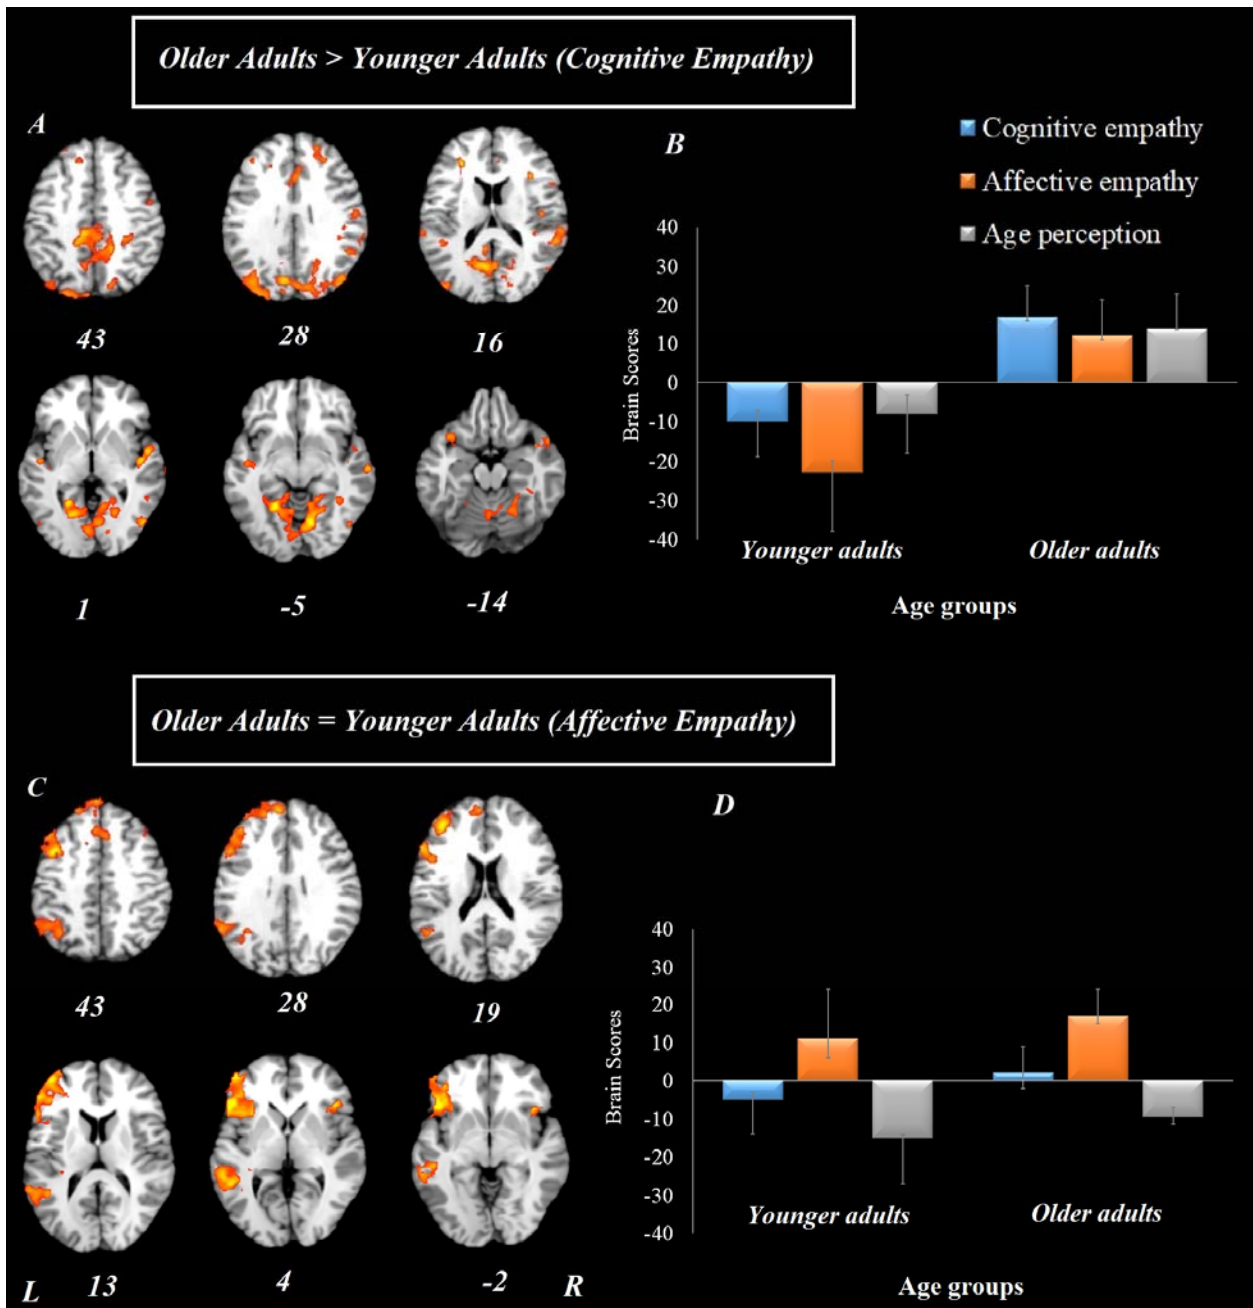 Older Adults > Younger Adults (Cognitive Empathy)
A
43
28
16
1
-5
-14
B
Cognitive empathy
Affective empathy
Age perception
Brain Scores
40
30
20
10
0
-10
-20
-30
-40
Younger adults
Older adults
Age groups
Older Adults = Younger Adults (Affective Empathy)
C
43
28
19
L
13
4
-2
R
D
Brain Scores
40
30
20
10
0
-10
-20
-30
-40
Younger adults
Older adults
Age groups